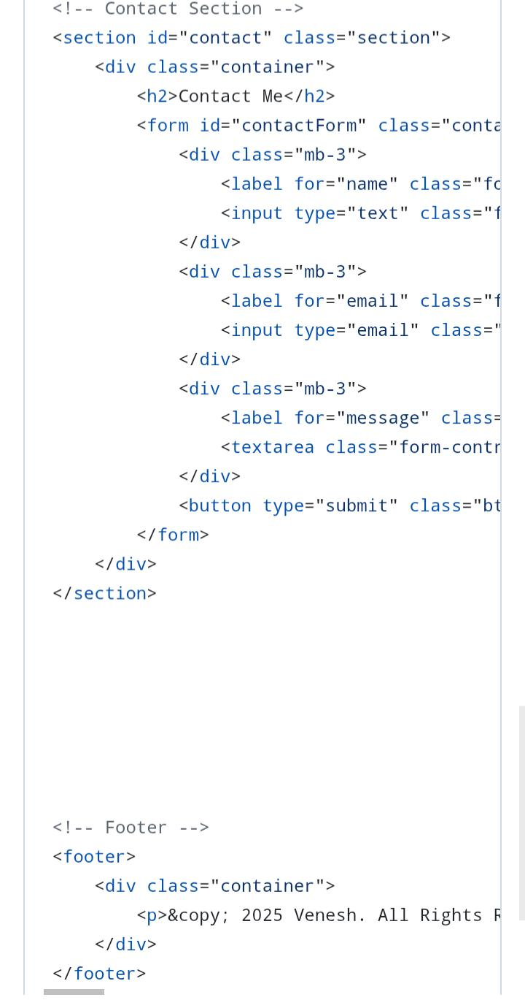 <!-- Contact Section -->
<section id="contact" class="section">
<div class="container">
<h2>Contact Me</h2>
<form id="contactForm" class="conta
<div class="mb-3">
<label for="name" class="fo
<input type="text" class="f
</div>
<div class="mb-3">
<label for="email" class="f
<input type="email" class="
</div>
<div class="mb-3">
<label for="message" class=
<textarea class="form-contr
</div>
<button type="submit" class="bt
</form>
</div>
</section>
<!-- Footer -->
<footer>
<div class="container">
<p>&copy; 2025 Venesh. All Rights R
</div>
</footer>